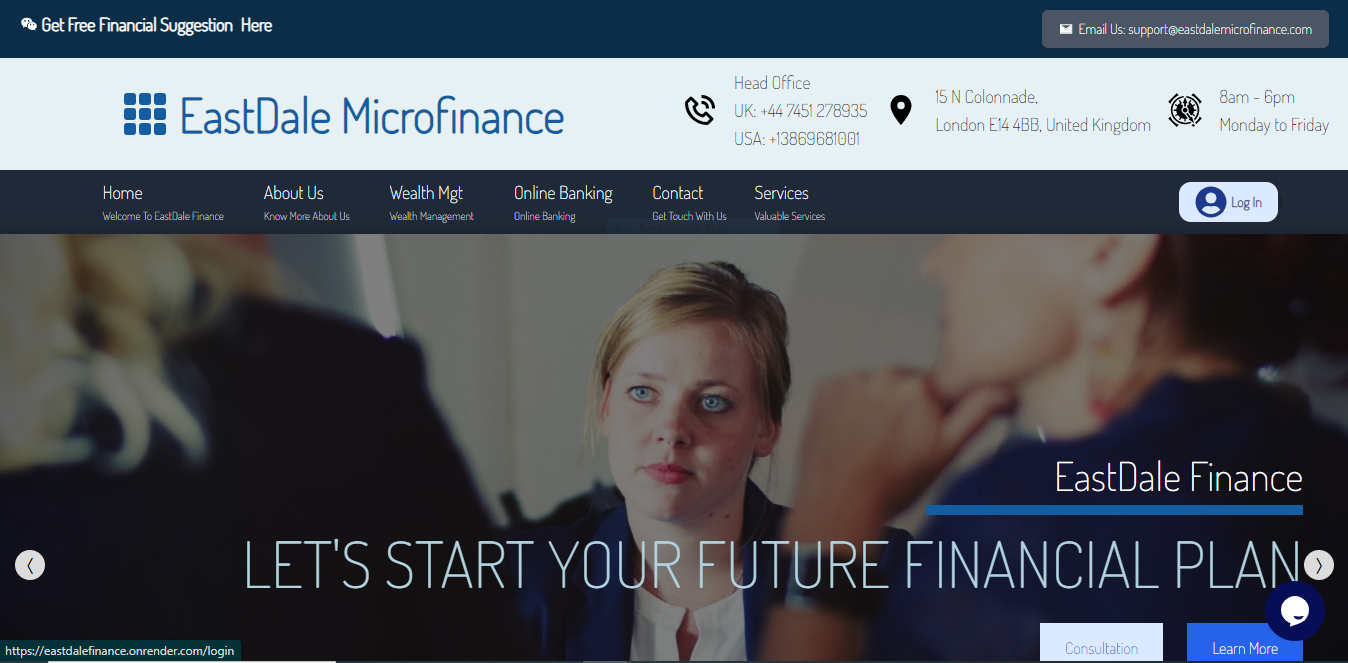 Get Free Financial Suggestion Here
Email Us: support@eastdalemicrofinance.com
EastDale Microfinance
Head Office
UK: +44 7451 278935
USA: +13869681001
15 N Colonnade,
London E14 4BB, United Kingdom
8am - 6pm
Monday to Friday
Home
Welcome To EastDale Finance
About Us
Know More About Us
Wealth Mgt
Wealth Management
Online Banking
Online Banking
Contact
Get Touch With Us
Services
Valuable Services
Log In
EastDale Finance
LET'S START YOUR FUTURE FINANCIAL PLAN
Consultation
Learn More
https://eastdalefinance.onrender.com/login